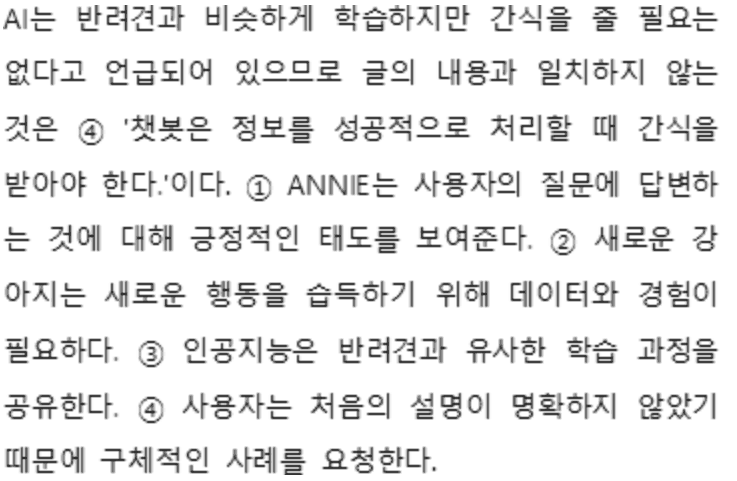 AI는 반려견과 비슷하게 학습하지만 간식을 줄 필요는
없다고 언급되어 있으므로 글의 내용과 일치하지 않는
것은 ④ '챗봇은 정보를 성공적으로 처리할 때 간식을
받아야 한다.'이다. ① ANNIE는 사용자의 질문에 답변하
는 것에 대해 긍정적인 태도를 보여준다. ② 새로운 강
아지는 새로운 행동을 습득하기 위해 데이터와 경험이
필요하다. ③ 인공지능은 반려견과 유사한 학습 과정을
공유한다. ④ 사용자는 처음의 설명이 명확하지 않았기
때문에 구체적인 사례를 요청한다.